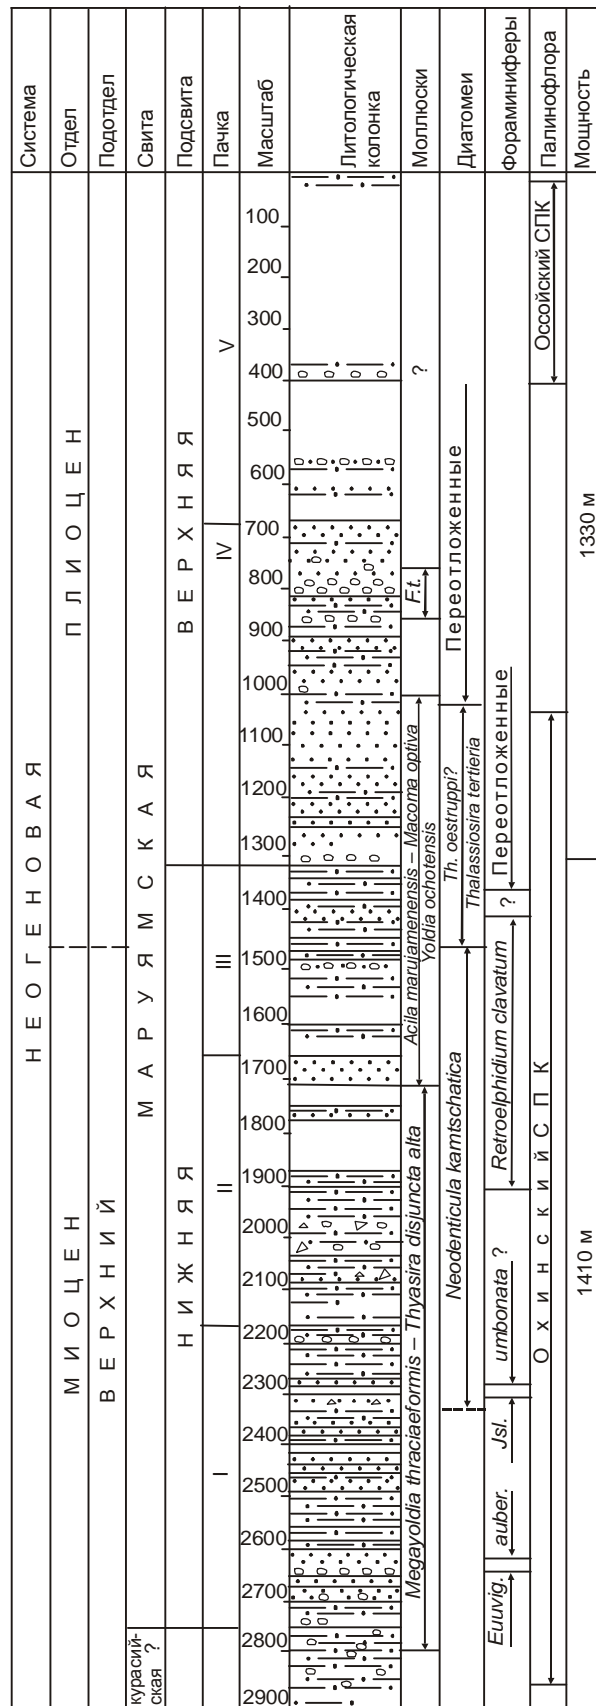 Система
Отдел
Подотдел
Свита
Подсвита
Пачка
Масштаб
Литологическая
колонка
Моллюски
Диатомеи
Фораминиферы
Палинофлора
Мощность
НЕОГЕНОВАЯ
ПЛИОЦЕН
МИОЦЕН
ВЕРХНИЙ
МАРУЯМСКАЯ
курасий-
ская ?
ВЕРХНЯЯ
НИЖНЯЯ
V
IV
III
II
I
100
200
300
400
500
600
700
800
900
1000
1100
1200
1300
1400
1500
1600
1700
1800
1900
2000
2100
2200
2300
2400
2500
2600
2700
2800
2900
?
F.t.
Acila marujamenensis – Macoma optiva
Yoldia ochotensis
Megayoldia thraciaeformis – Thyasira disjuncta alta
Переотложенные
Th. oestruppi?
Thalassiosira tertieria
Neodenticula kamtschatica
Переотложенные
?
Retroelphidium clavatum
umbonata ?
Jsl.
auber.
Euuvig.
Оссойский СПК
Охинский СПК
1330 м
1410 м